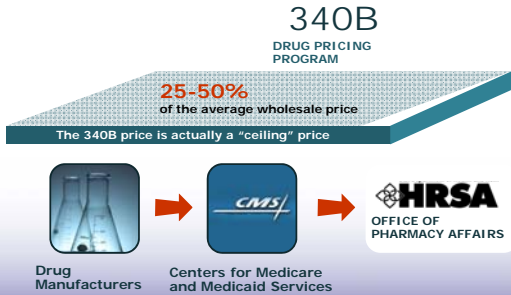 340B
DRUG PRICING
PROGRAM
25-50%
of the average wholesale price
The 340B price is actually a “ceiling” price
CMS
HRSA
OFFICE OF
PHARMACY AFFAIRS
Drug
Manufacturers
Centers for Medicare
and Medicaid Services